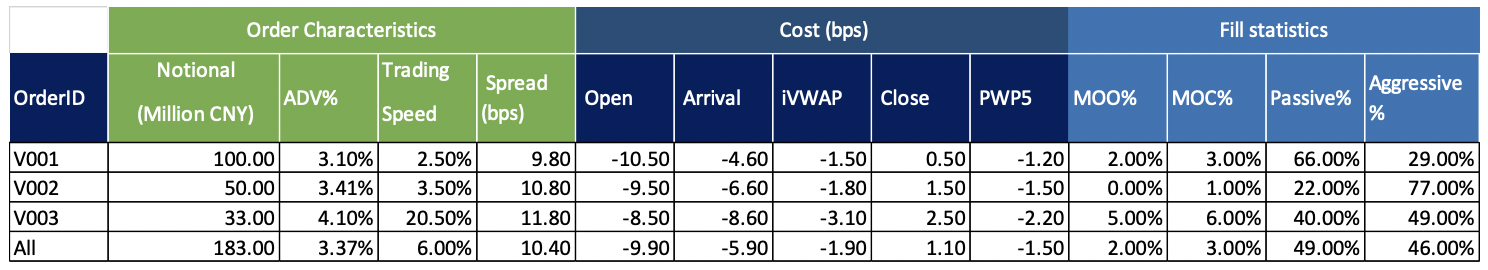 Order Characteristics Cost (bps) Fill statistics
OrderID Notional (Million CNY) ADV% Trading Speed Spread (bps) Open Arrival iVWAP Close PWP5 MOO% MOC% Passive% Aggressive %
V001 100.00 3.10% 2.50% 9.80 -10.50 -4.60 -1.50 0.50 -1.20 2.00% 3.00% 66.00% 29.00%
V002 50.00 3.41% 3.50% 10.80 -9.50 -6.60 -1.80 1.50 -1.50 0.00% 1.00% 22.00% 77.00%
V003 33.00 4.10% 20.50% 11.80 -8.50 -8.60 -3.10 2.50 -2.20 5.00% 6.00% 40.00% 49.00%
All 183.00 3.37% 6.00% 10.40 -9.90 -5.90 -1.90 1.10 -1.50 2.00% 3.00% 49.00% 46.00%